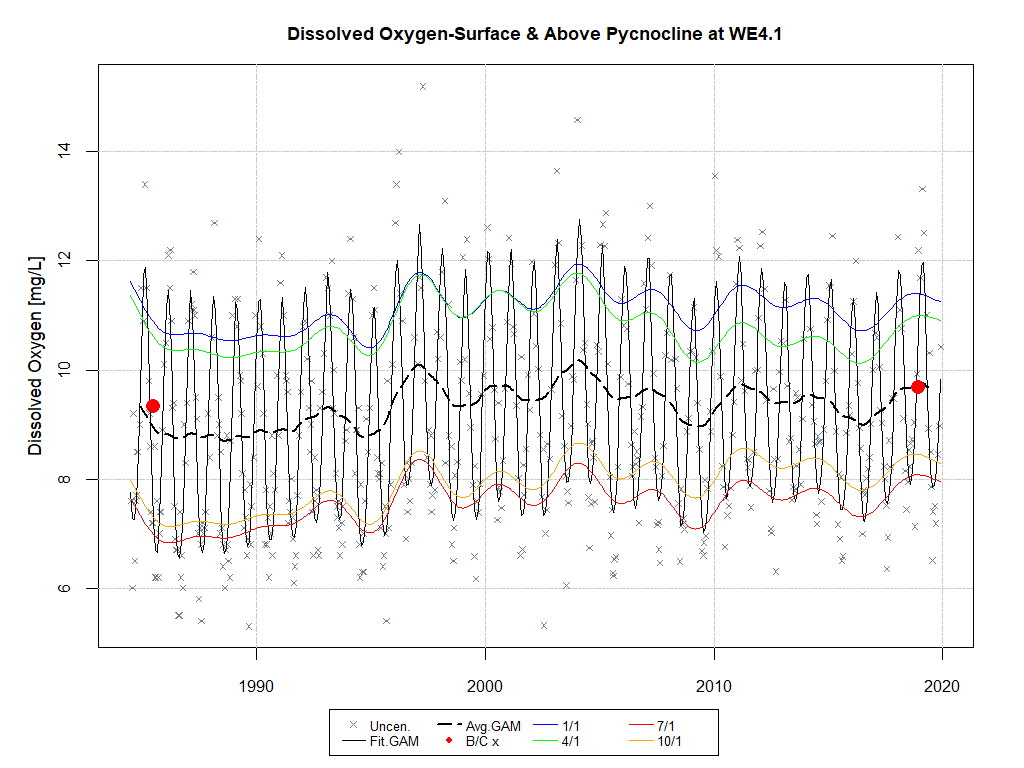 Dissolved Oxygen-Surface & Above Pycnocline at WE4.1
Dissolved Oxygen [mg/L]
14
12
10
8
6
1990 2000 2010 2020
Uncen. Avg.GAM 1/1 7/1
Fit.GAM B/C x 4/1 10/1